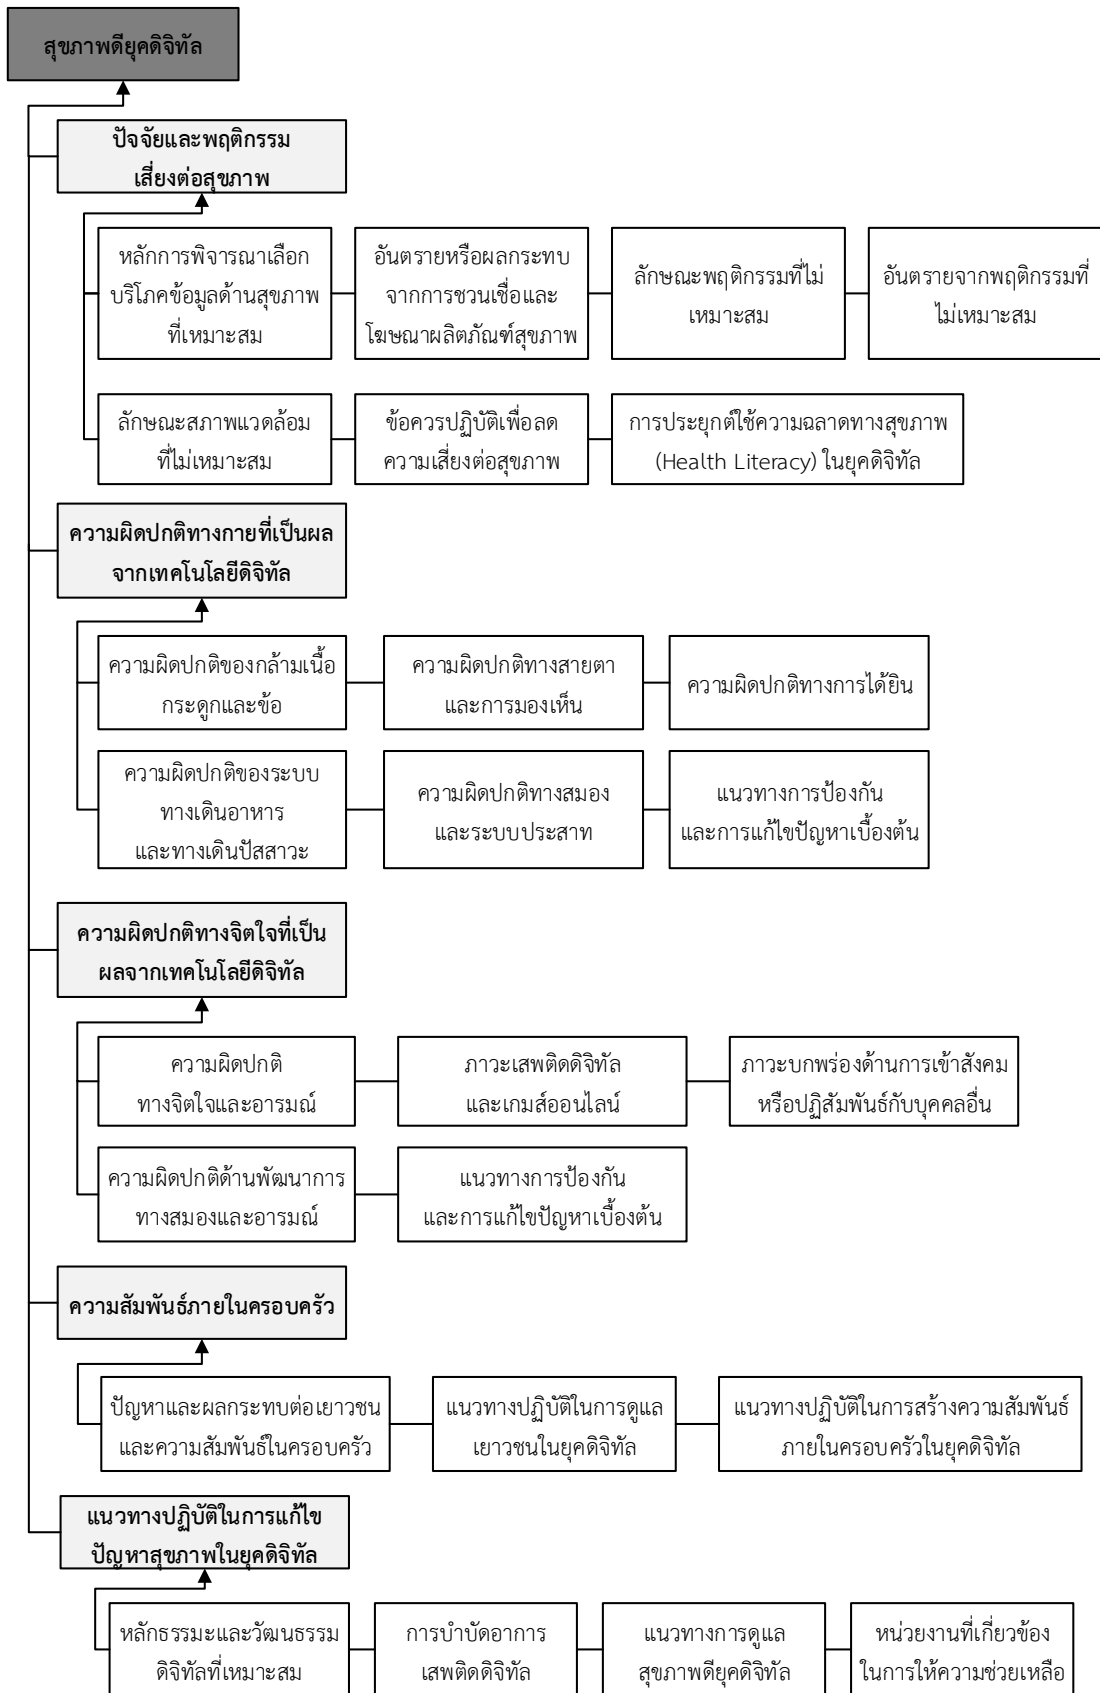 สุขภาพดียุคดิจิทัล
ปัจจัยและพฤติกรรม
เสี่ยงต่อสุขภาพ
หลักการพิจารณาเลือก
บริโภคข้อมูลด้านสุขภาพ
ที่เหมาะสม
อันตรายหรือผลกระทบ
จากการชวนเชื่อและ
โฆษณาผลิตภัณฑ์สุขภาพ
ลักษณะพฤติกรรมที่ไม่
เหมาะสม
อันตรายจากพฤติกรรมที่
ไม่เหมาะสม
ลักษณะสภาพแวดล้อม
ที่ไม่เหมาะสม
ข้อควรปฏิบัติเพื่อลด
ความเสี่ยงต่อสุขภาพ
การประยุกต์ใช้ความฉลาดทางสุขภาพ
(Health Literacy) ในยุคดิจิทัล
ความผิดปกติทางกายที่เป็นผล
จากเทคโนโลยีดิจิทัล
ความผิดปกติของกล้ามเนื้อ
กระดูกและข้อ
ความผิดปกติทางสายตา
และการมองเห็น
ความผิดปกติทางการได้ยิน
ความผิดปกติของระบบ
ทางเดินอาหาร
และทางเดินปัสสาวะ
ความผิดปกติทางสมอง
และระบบประสาท
แนวทางการป้องกัน
และการแก้ไขปัญหาเบื้องต้น
ความผิดปกติทางจิตใจที่เป็น
ผลจากเทคโนโลยีดิจิทัล
ความผิดปกติ
ทางจิตใจและอารมณ์
ภาวะเสพติดดิจิทัล
และเกมส์ออนไลน์
ภาวะบกพร่องด้านการเข้าสังคม
หรือปฏิสัมพันธ์กับบุคคลอื่น
ความผิดปกติด้านพัฒนาการ
ทางสมองและอารมณ์
แนวทางการป้องกัน
และการแก้ไขปัญหาเบื้องต้น
ความสัมพันธ์ภายในครอบครัว
ปัญหาและผลกระทบต่อเยาวชน
และความสัมพันธ์ในครอบครัว
แนวทางปฏิบัติในการดูแล
เยาวชนในยุคดิจิทัล
แนวทางปฏิบัติในการสร้างความสัมพันธ์
ภายในครอบครัวในยุคดิจิทัล
แนวทางปฏิบัติในการแก้ไข
ปัญหาสุขภาพในยุคดิจิทัล
หลักธรรมะและวัฒนธรรม
ดิจิทัลที่เหมาะสม
การบำบัดอาการ
เสพติดดิจิทัล
แนวทางการดูแล
สุขภาพดียุคดิจิทัล
หน่วยงานที่เกี่ยวข้อง
ในการให้ความช่วยเหลือ